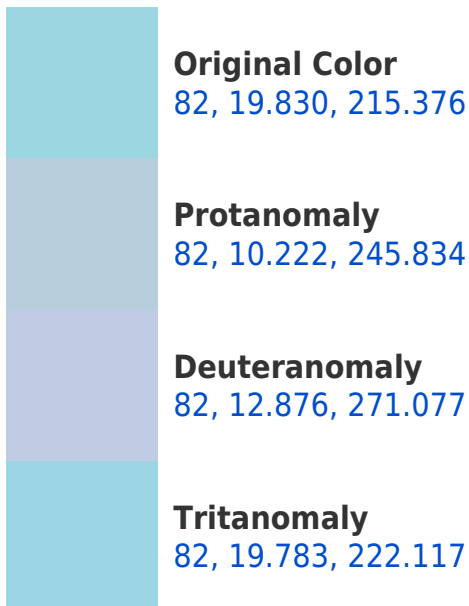 Original Color
82, 19.830, 215.376
Protanomaly
82, 10.222, 245.834
Deuteranomaly
82, 12.876, 271.077
Tritanomaly
82, 19.783, 222.117